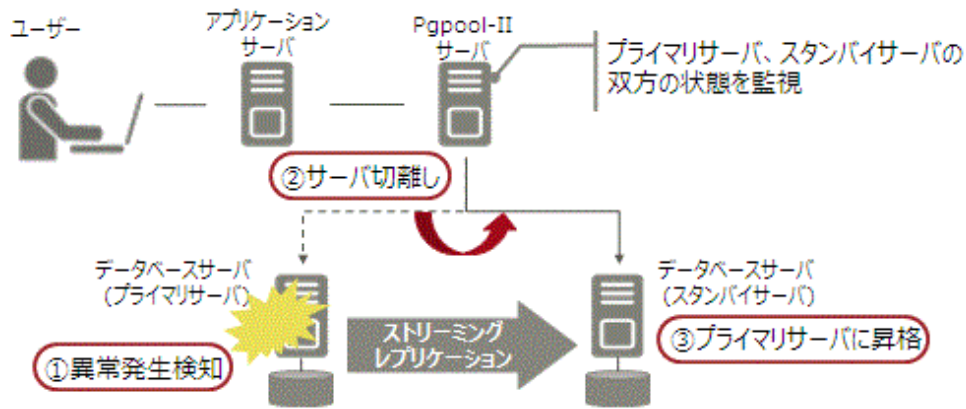 ユーザー
アプリケーション
サーバ
Pgpool-II
サーバ
プライマリサーバ、スタンバイサーバの
双方の状態を監視
②サーバ切離し
データベースサーバ
(プライマリサーバ)
データベースサーバ
(スタンバイサーバ)
ストリーミング
レプリケーション
①異常発生検知
③プライマリサーバに昇格